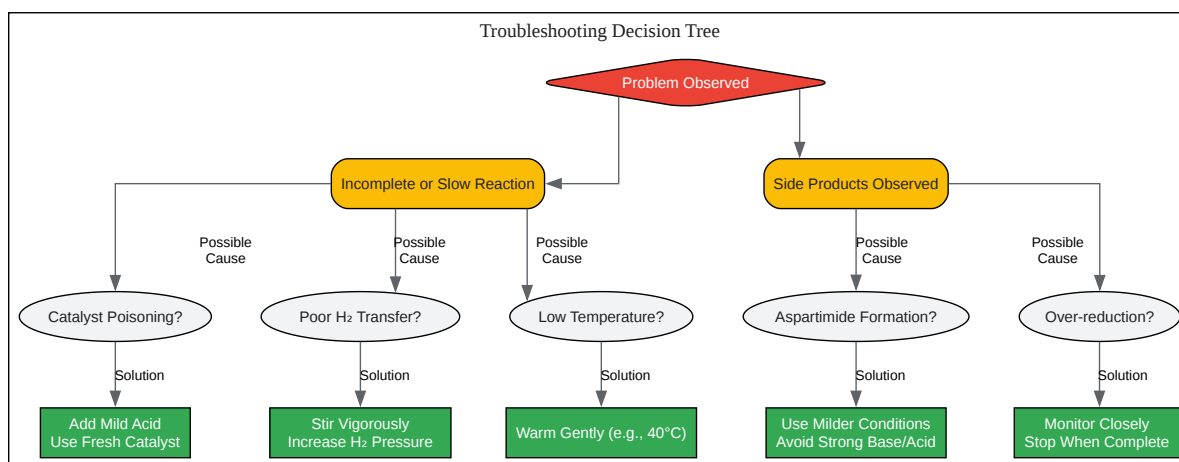 Troubleshooting Decision Tree
Problem Observed
Incomplete or Slow Reaction
Side Products Observed
Possible
Cause
Possible
Cause
Possible
Cause
Possible
Cause
Possible
Cause
Catalyst Poisoning?
Poor H₂ Transfer?
Low Temperature?
Aspartimide Formation?
Over-reduction?
Solution
Solution
Solution
Solution
Solution
Add Mild Acid
Use Fresh Catalyst
Stir Vigorously
Increase H₂ Pressure
Warm Gently (e.g., 40°C)
Use Milder Conditions
Avoid Strong Base/Acid
Monitor Closely
Stop When Complete